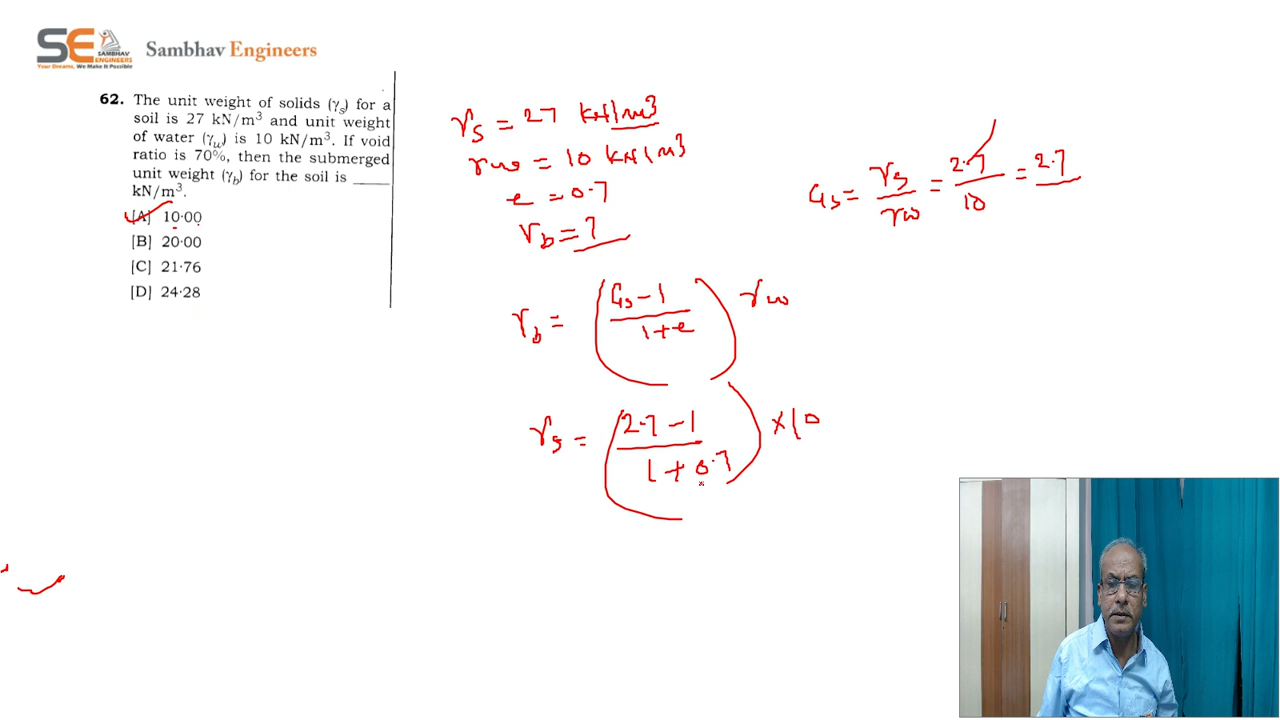 SE
SAMBHAV
ENGINEERS
Your Dreams, We Make It Possible
Sambhav Engineers
62. The unit weight of solids (γs) for a
soil is 27 kN/m³ and unit weight
of water (γw) is 10 kN/m³. If void
ratio is 70%, then the submerged
unit weight (γb) for the soil is ____
kN/m³.
[A] 10·00
[B] 20·00
[C] 21·76
[D] 24·28
γs = 27 kN/m³
γw = 10 kN/m³
e = 0.7
γb = ?
Gs = γs/γw = 2.7/10 = 2.7
γb = (Gs - 1 / 1+e) γw
γs = (2.7 - 1 / 1 + 0.7) × 10